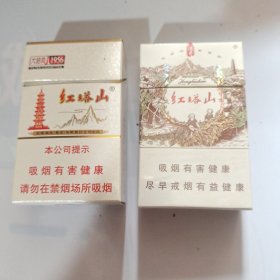 1956
红塔山
本公司提示
吸烟有害健康
请勿在禁烟场所吸烟
红塔山
吸烟有害健康
尽早戒烟有益健康